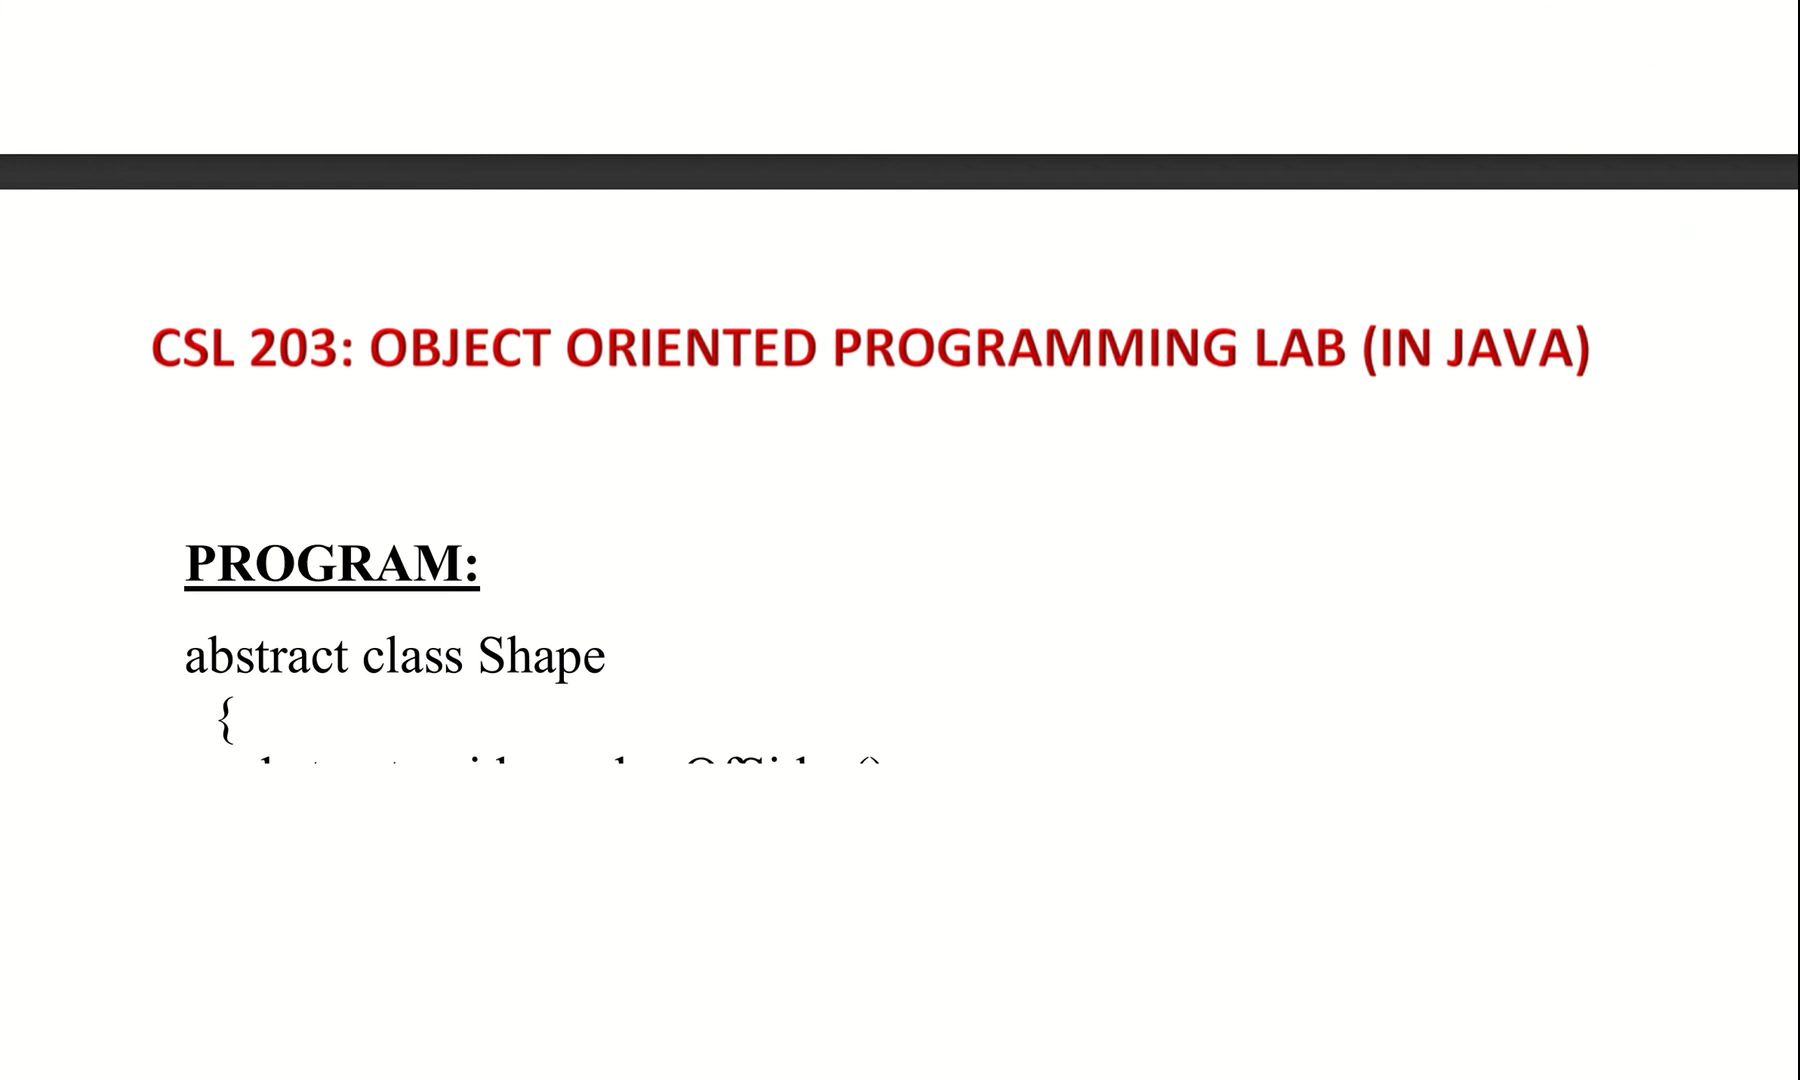 CSL 203: OBJECT ORIENTED PROGRAMMING LAB (IN JAVA)
PROGRAM:
abstract class Shape
{